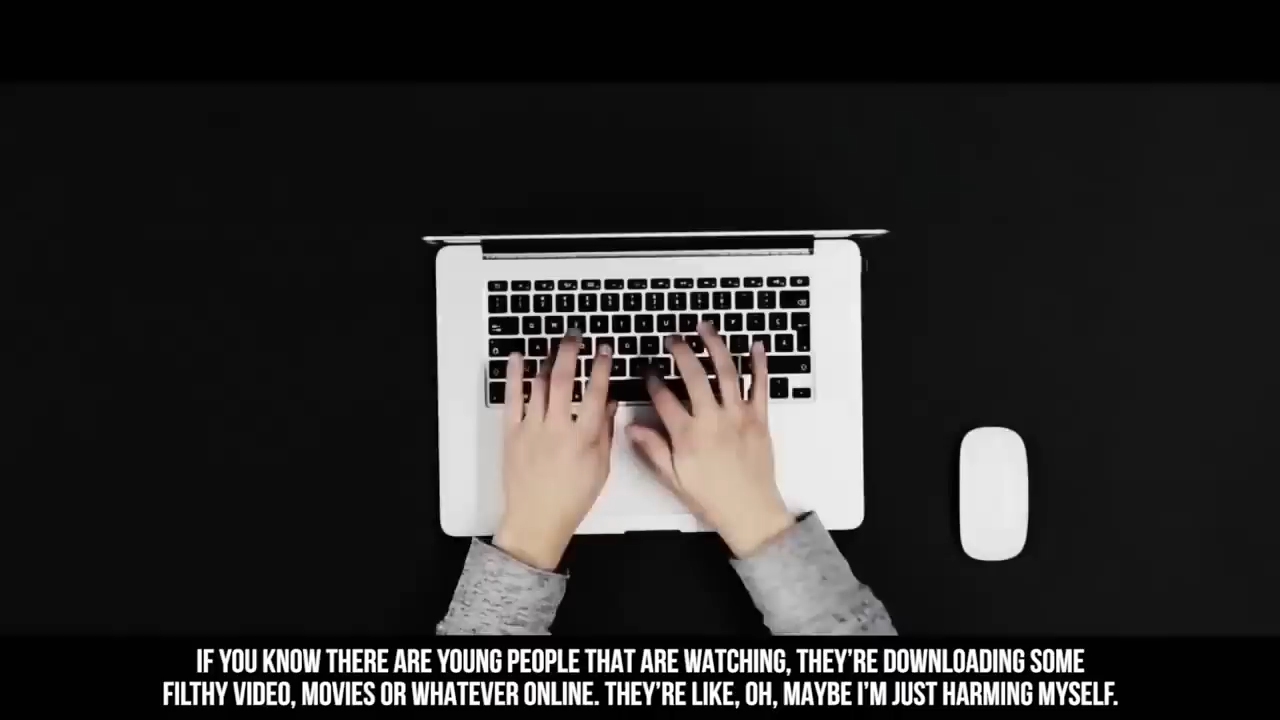 IF YOU KNOW THERE ARE YOUNG PEOPLE THAT ARE WATCHING, THEY'RE DOWNLOADING SOME
FILTHY VIDEO, MOVIES OR WHATEVER ONLINE. THEY'RE LIKE, OH, MAYBE I'M JUST HARMING MYSELF.